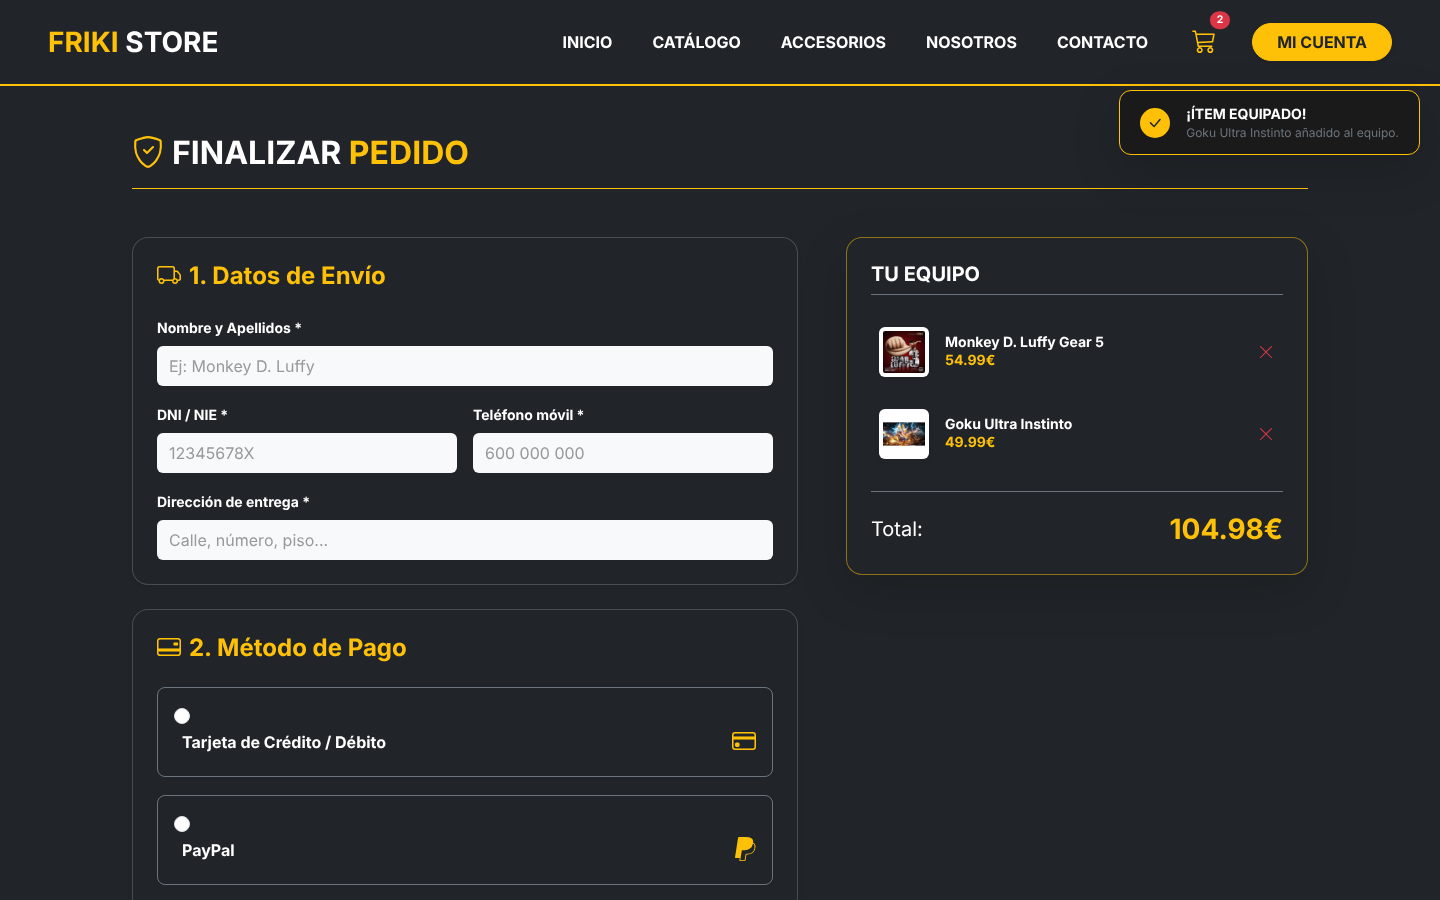 FRIKI STORE
INICIO
CATÁLOGO
ACCESORIOS
NOSOTROS
CONTACTO
2
MI CUENTA
¡ÍTEM EQUIPADO!
Goku Ultra Instinto añadido al equipo.
FINALIZAR PEDIDO
1. Datos de Envío
Nombre y Apellidos *
Ej: Monkey D. Luffy
DNI / NIE *
Teléfono móvil *
12345678X
600 000 000
Dirección de entrega *
Calle, número, piso...
2. Método de Pago
Tarjeta de Crédito / Débito
PayPal
TU EQUIPO
Monkey D. Luffy Gear 5
54.99€
Goku Ultra Instinto
49.99€
Total:
104.98€